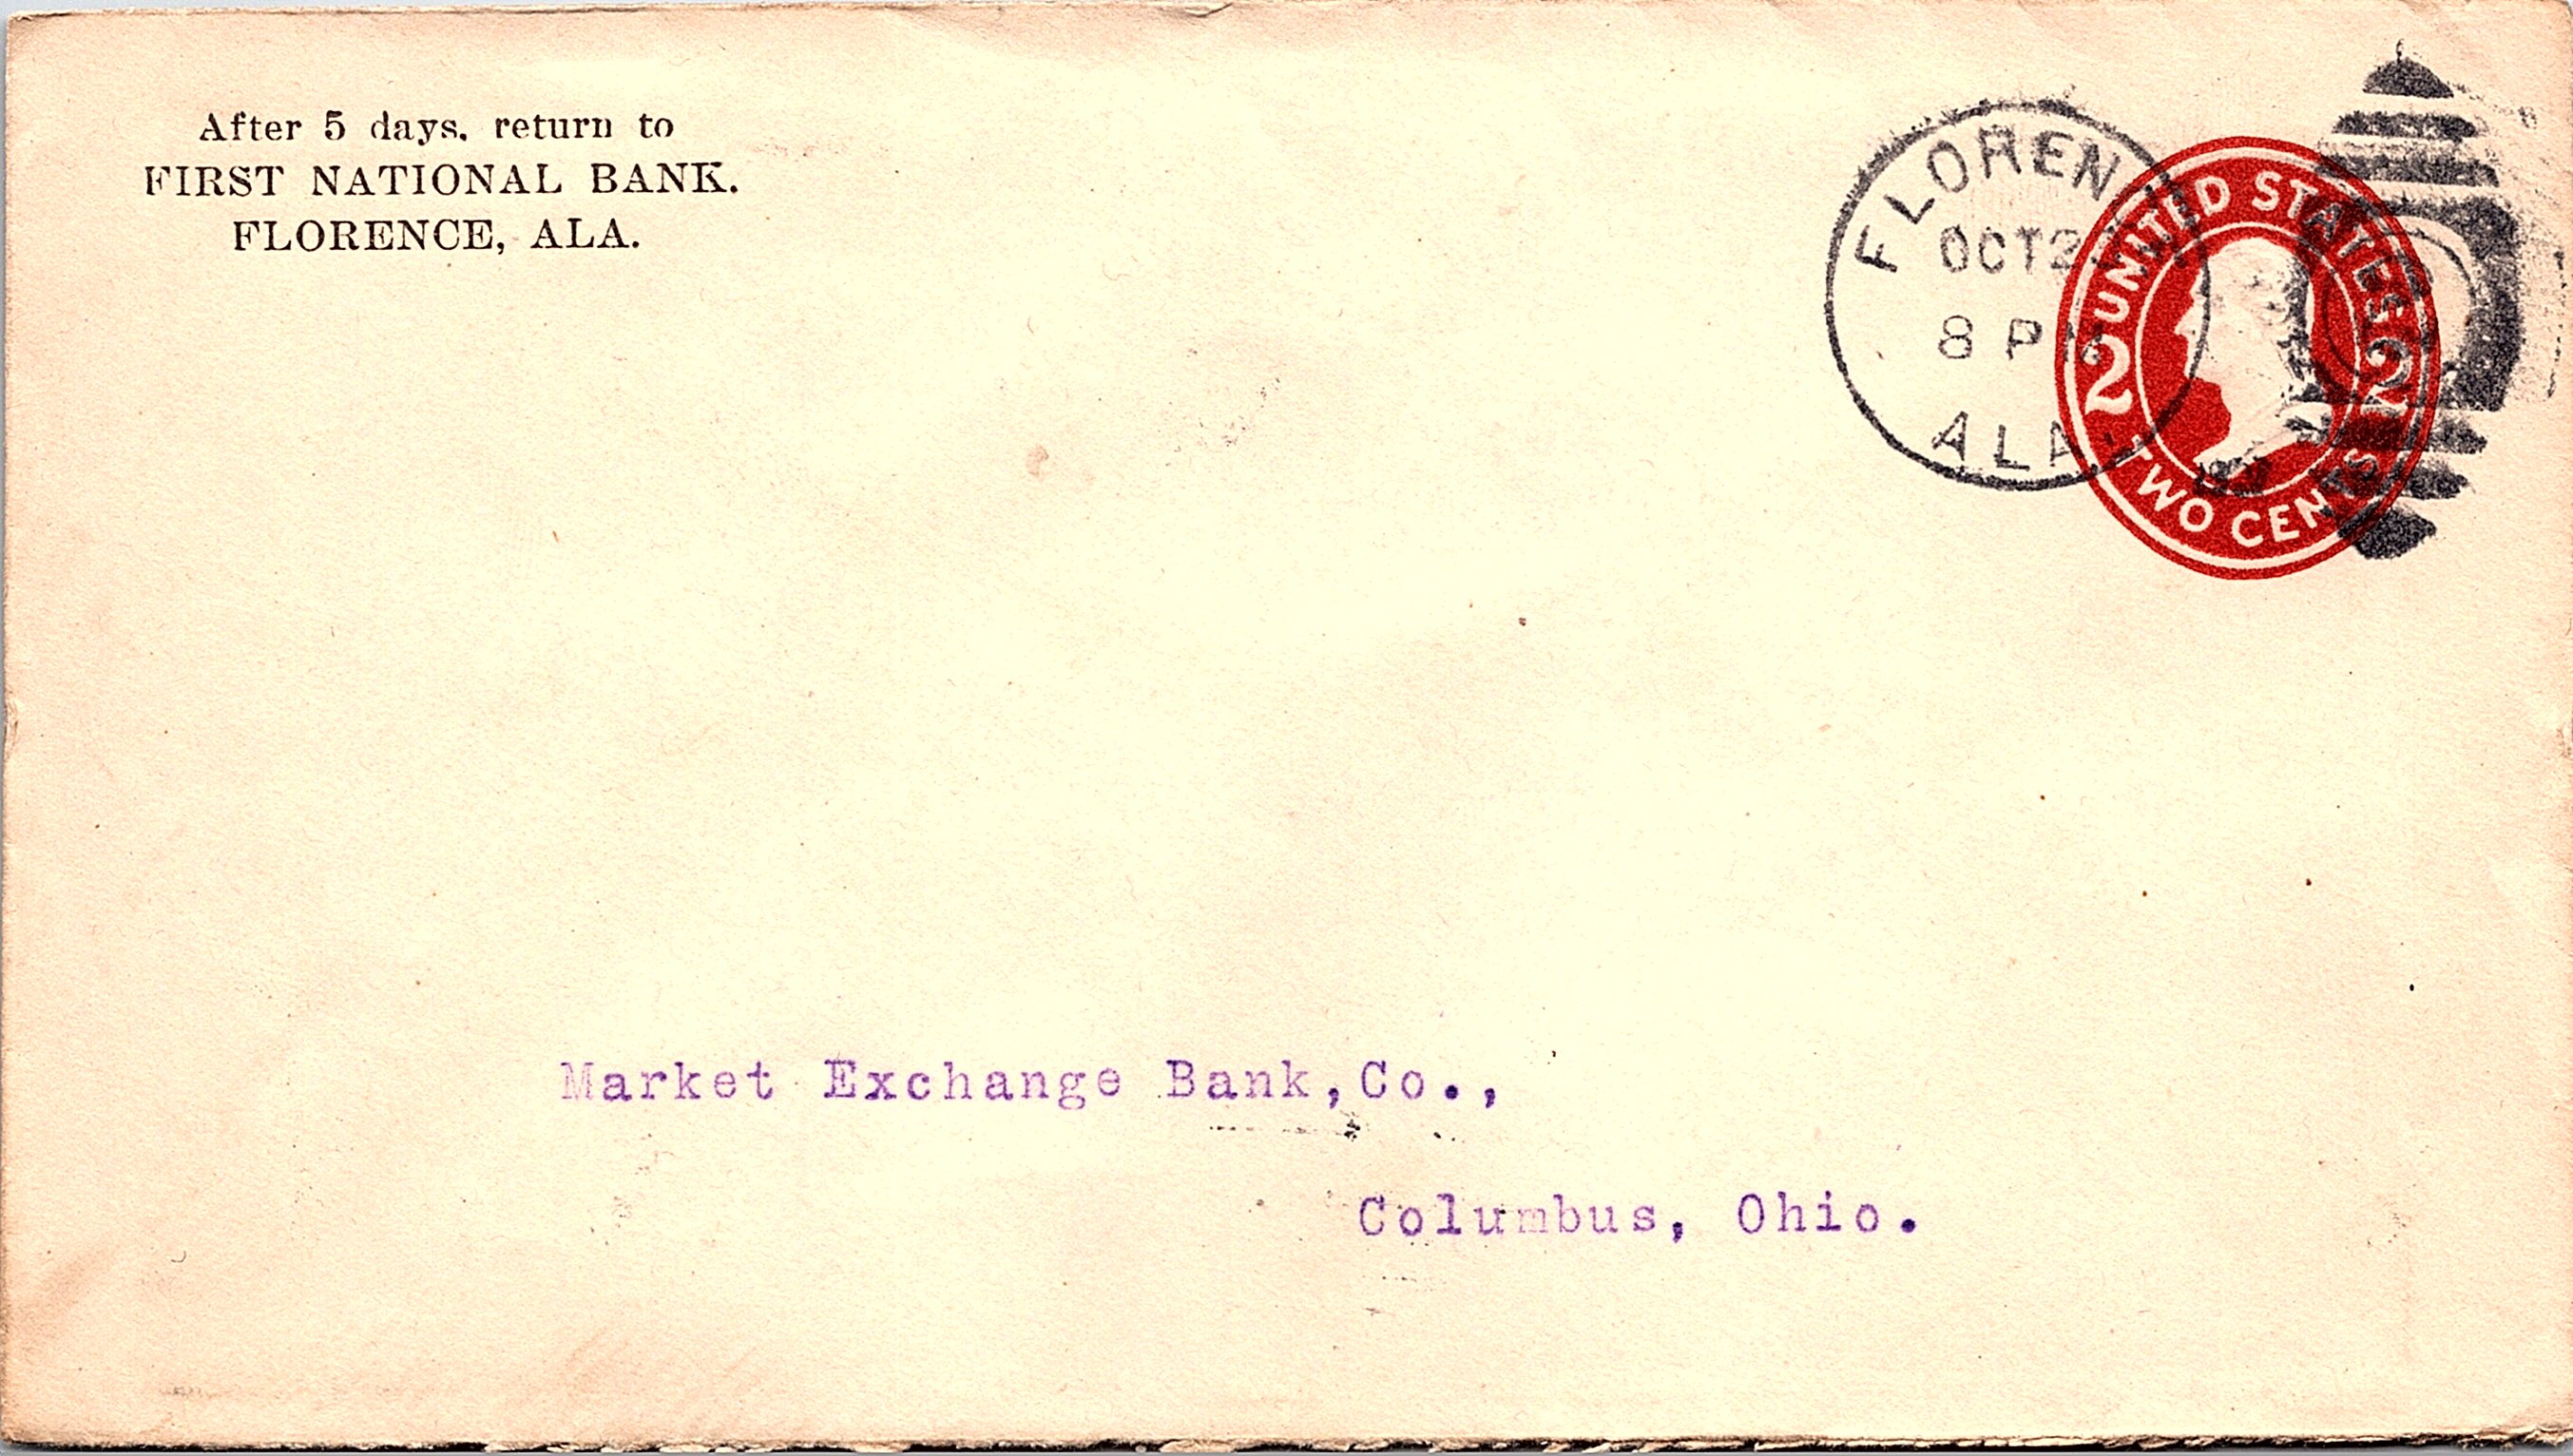 After 5 days, return to
FIRST NATIONAL BANK.
FLORENCE, ALA.
FLOREN
OCT 2
8 PM
ALA.
UNITED STATES
2 2
TWO CENTS
Market Exchange Bank,Co.,
Columbus, Ohio.